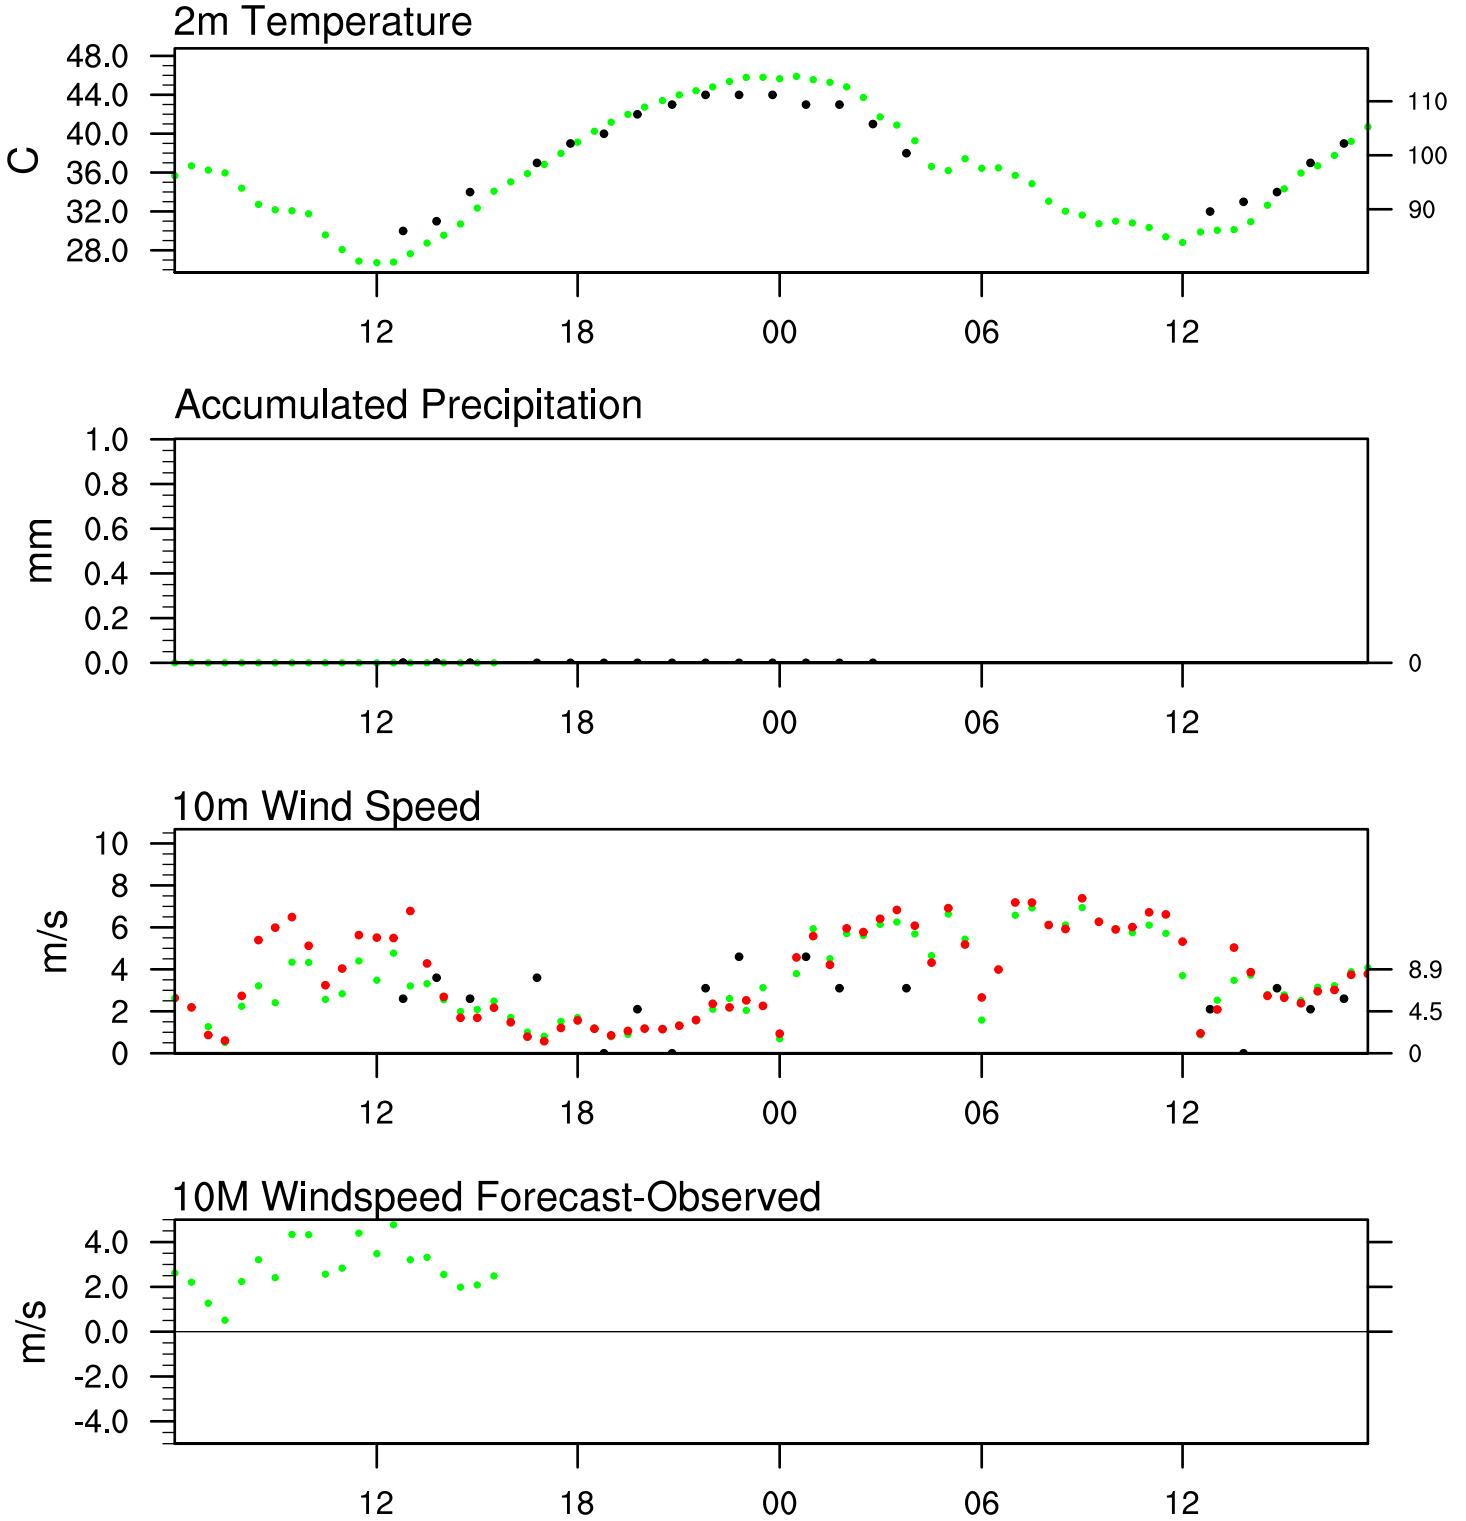 2m Temperature
48.0
44.0
40.0
36.0
32.0
28.0
C
110
100
90
12 18 00 06 12
Accumulated Precipitation
1.0
0.8
0.6
0.4
0.2
0.0
mm
0
12 18 00 06 12
10m Wind Speed
10
8
6
4
2
0
m/s
8.9
4.5
0
12 18 00 06 12
10M Windspeed Forecast-Observed
4.0
2.0
0.0
-2.0
-4.0
m/s
12 18 00 06 12